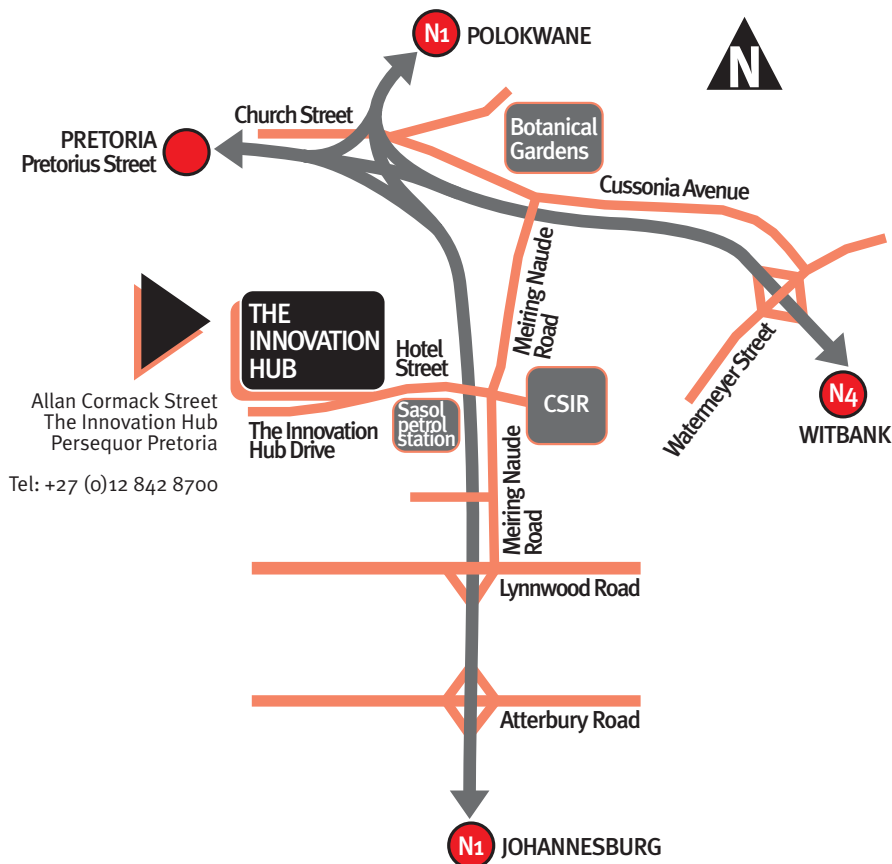 N1 POLOKWANE
N
Church Street
PRETORIA
Pretorius Street
Botanical
Gardens
Cussonia Avenue
Meiring Naude
Road
THE
INNOVATION
HUB
Hotel
Street
Watermeyer Street
N4
WITBANK
CSIR
Sasol
petrol
station
The Innovation
Hub Drive
Allan Cormack Street
The Innovation Hub
Persequor Pretoria
Tel: +27 (0)12 842 8700
Meiring Naude
Road
Lynnwood Road
Atterbury Road
N1 JOHANNESBURG